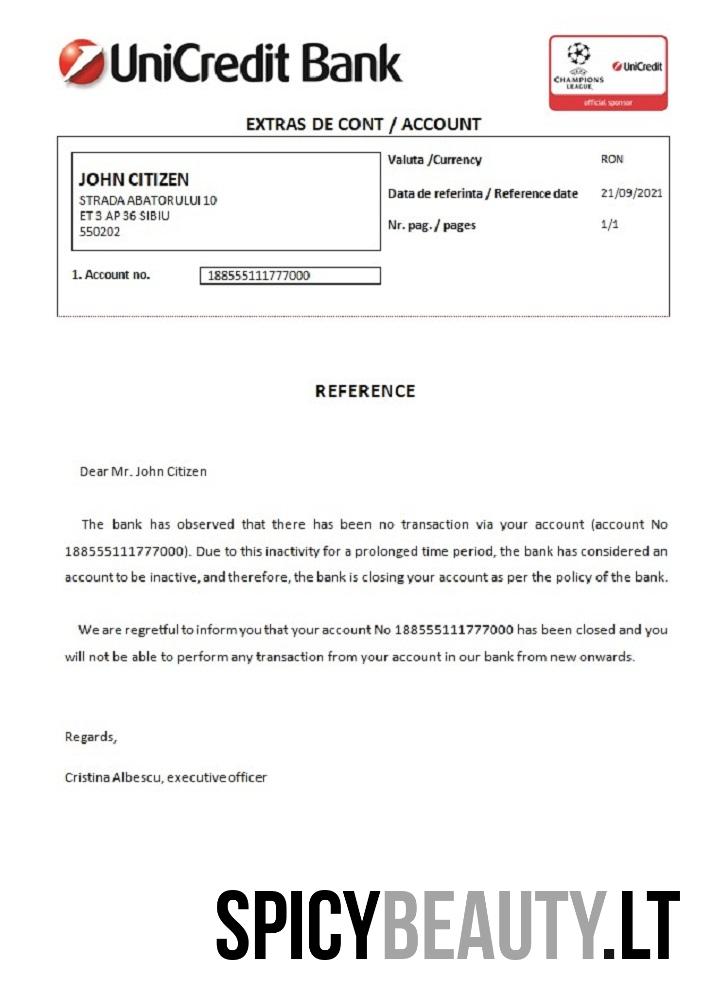 UniCredit Bank
UEFA
CHAMPIONS
LEAGUE
UniCredit
official sponsor
EXTRAS DE CONT / ACCOUNT
JOHN CITIZEN
STRADA ABATORULUI 10
ET 3 AP 36 SIBIU
550202
Valuta /Currency RON
Data de referinta / Reference date 21/09/2021
Nr. pag. / pages 1/1
1. Account no. 188555111777000
REFERENCE
Dear Mr. John Citizen
The bank has observed that there has been no transaction via your account (account No
188555111777000). Due to this inactivity for a prolonged time period, the bank has considered an
account to be inactive, and therefore, the bank is closing your account as per the policy of the bank.
We are regretful to inform you that your account No 188555111777000 has been closed and you
will not be able to perform any transaction from your account in our bank from new onwards.
Regards,
Cristina Albescu, executive officer
SPICYBEAUTY.LT